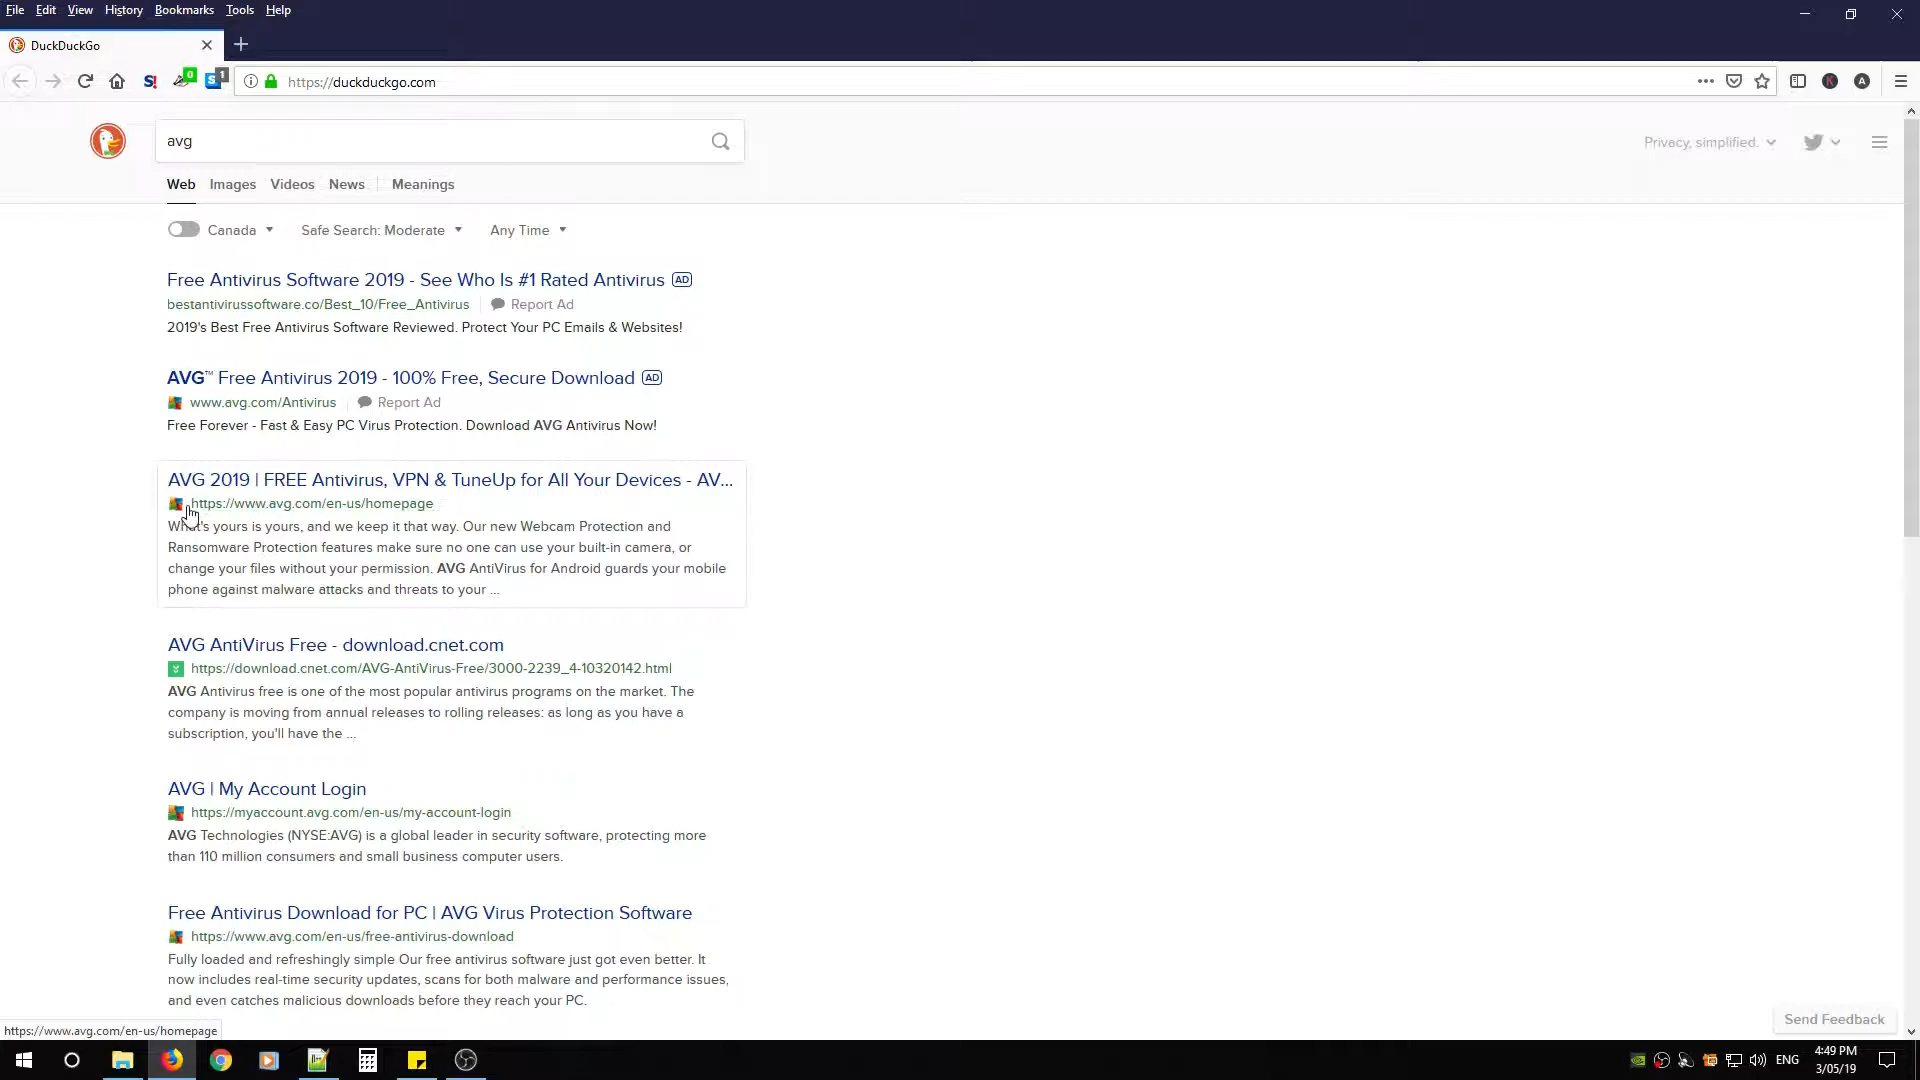 File Edit View History Bookmarks Tools Help
DuckDuckGo
S! 0 S 1 https://duckduckgo.com K A
avg
Privacy, simplified.
Web Images Videos News Meanings
Canada Safe Search: Moderate Any Time
Free Antivirus Software 2019 - See Who Is #1 Rated Antivirus AD
bestantivirussoftware.co/Best_10/Free_Antivirus Report Ad
2019's Best Free Antivirus Software Reviewed. Protect Your PC Emails & Websites!
AVG™ Free Antivirus 2019 - 100% Free, Secure Download AD
www.avg.com/Antivirus Report Ad
Free Forever - Fast & Easy PC Virus Protection. Download AVG Antivirus Now!
AVG 2019 | FREE Antivirus, VPN & TuneUp for All Your Devices - AV...
https://www.avg.com/en-us/homepage
What's yours is yours, and we keep it that way. Our new Webcam Protection and
Ransomware Protection features make sure no one can use your built-in camera, or
change your files without your permission. AVG AntiVirus for Android guards your mobile
phone against malware attacks and threats to your ...
AVG AntiVirus Free - download.cnet.com
https://download.cnet.com/AVG-AntiVirus-Free/3000-2239_4-10320142.html
AVG Antivirus free is one of the most popular antivirus programs on the market. The
company is moving from annual releases to rolling releases: as long as you have a
subscription, you'll have the ...
AVG | My Account Login
https://myaccount.avg.com/en-us/my-account-login
AVG Technologies (NYSE:AVG) is a global leader in security software, protecting more
than 110 million consumers and small business computer users.
Free Antivirus Download for PC | AVG Virus Protection Software
https://www.avg.com/en-us/free-antivirus-download
Fully loaded and refreshingly simple Our free antivirus software just got even better. It
now includes real-time security updates, scans for both malware and performance issues,
and even catches malicious downloads before they reach your PC.
Send Feedback
https://www.avg.com/en-us/homepage
ENG
4:49 PM
3/05/19